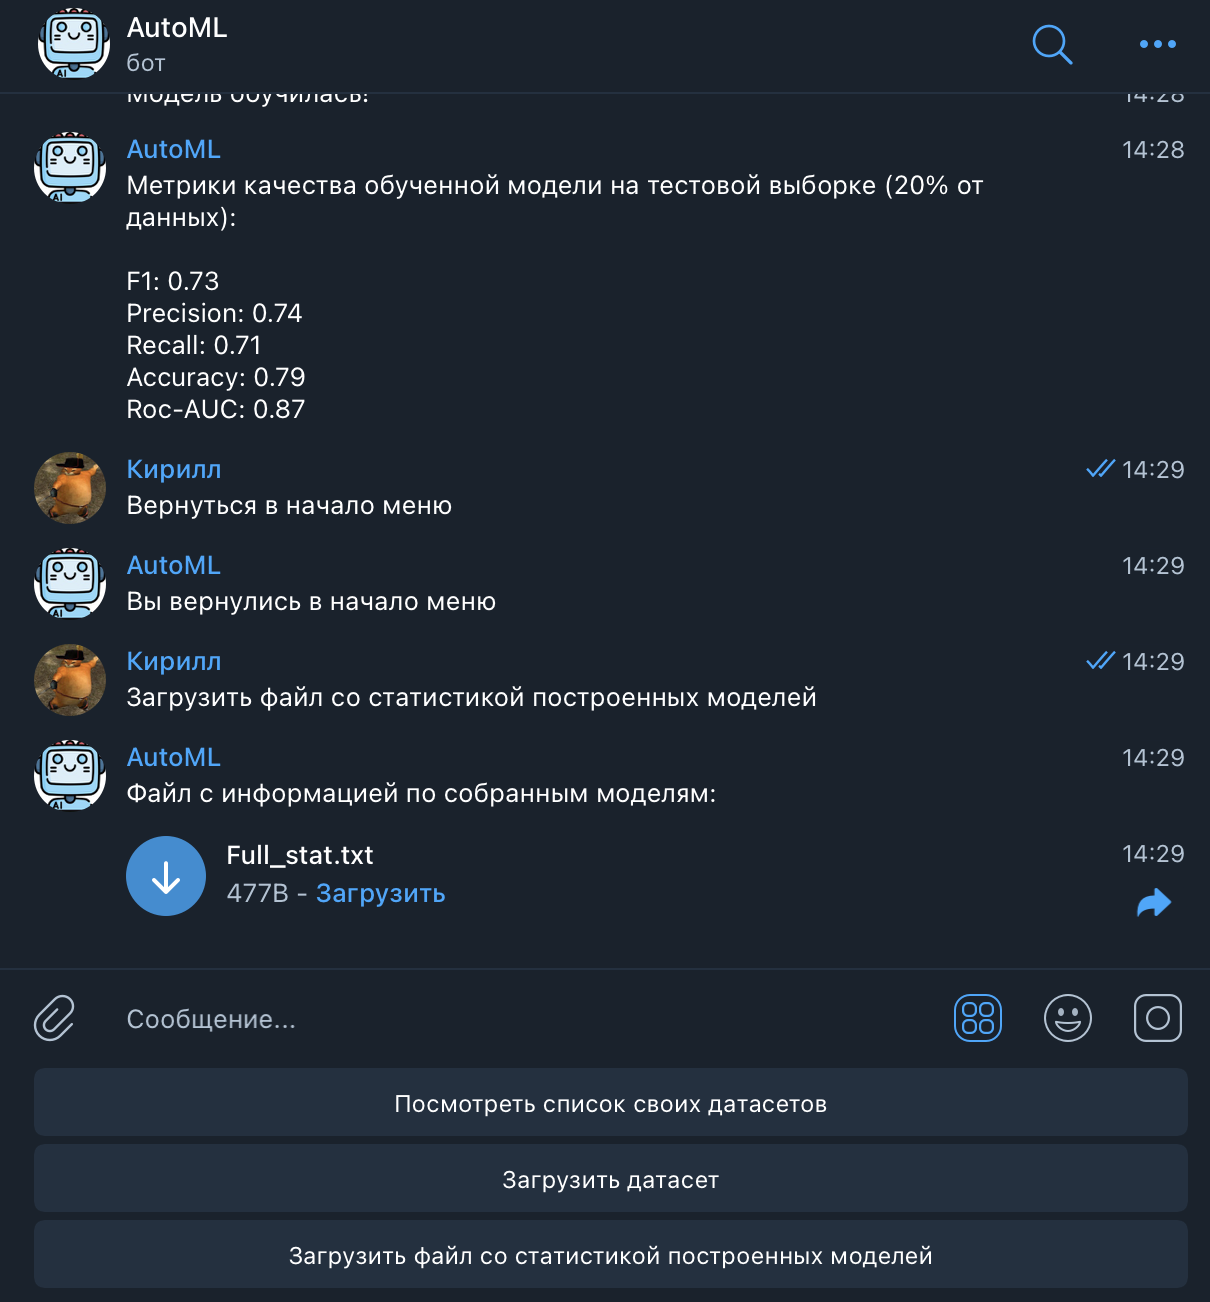 AutoML
бот
Модель обучилась!
14:28
AutoML
14:28
Метрики качества обученной модели на тестовой выборке (20% от
данных):
F1: 0.73
Precision: 0.74
Recall: 0.71
Accuracy: 0.79
Roc-AUC: 0.87
Кирилл
14:29
Вернуться в начало меню
AutoML
14:29
Вы вернулись в начало меню
Кирилл
14:29
Загрузить файл со статистикой построенных моделей
AutoML
14:29
Файл с информацией по собранным моделям:
Full_stat.txt
14:29
477B - Загрузить
Сообщение...
Посмотреть список своих датасетов
Загрузить датасет
Загрузить файл со статистикой построенных моделей